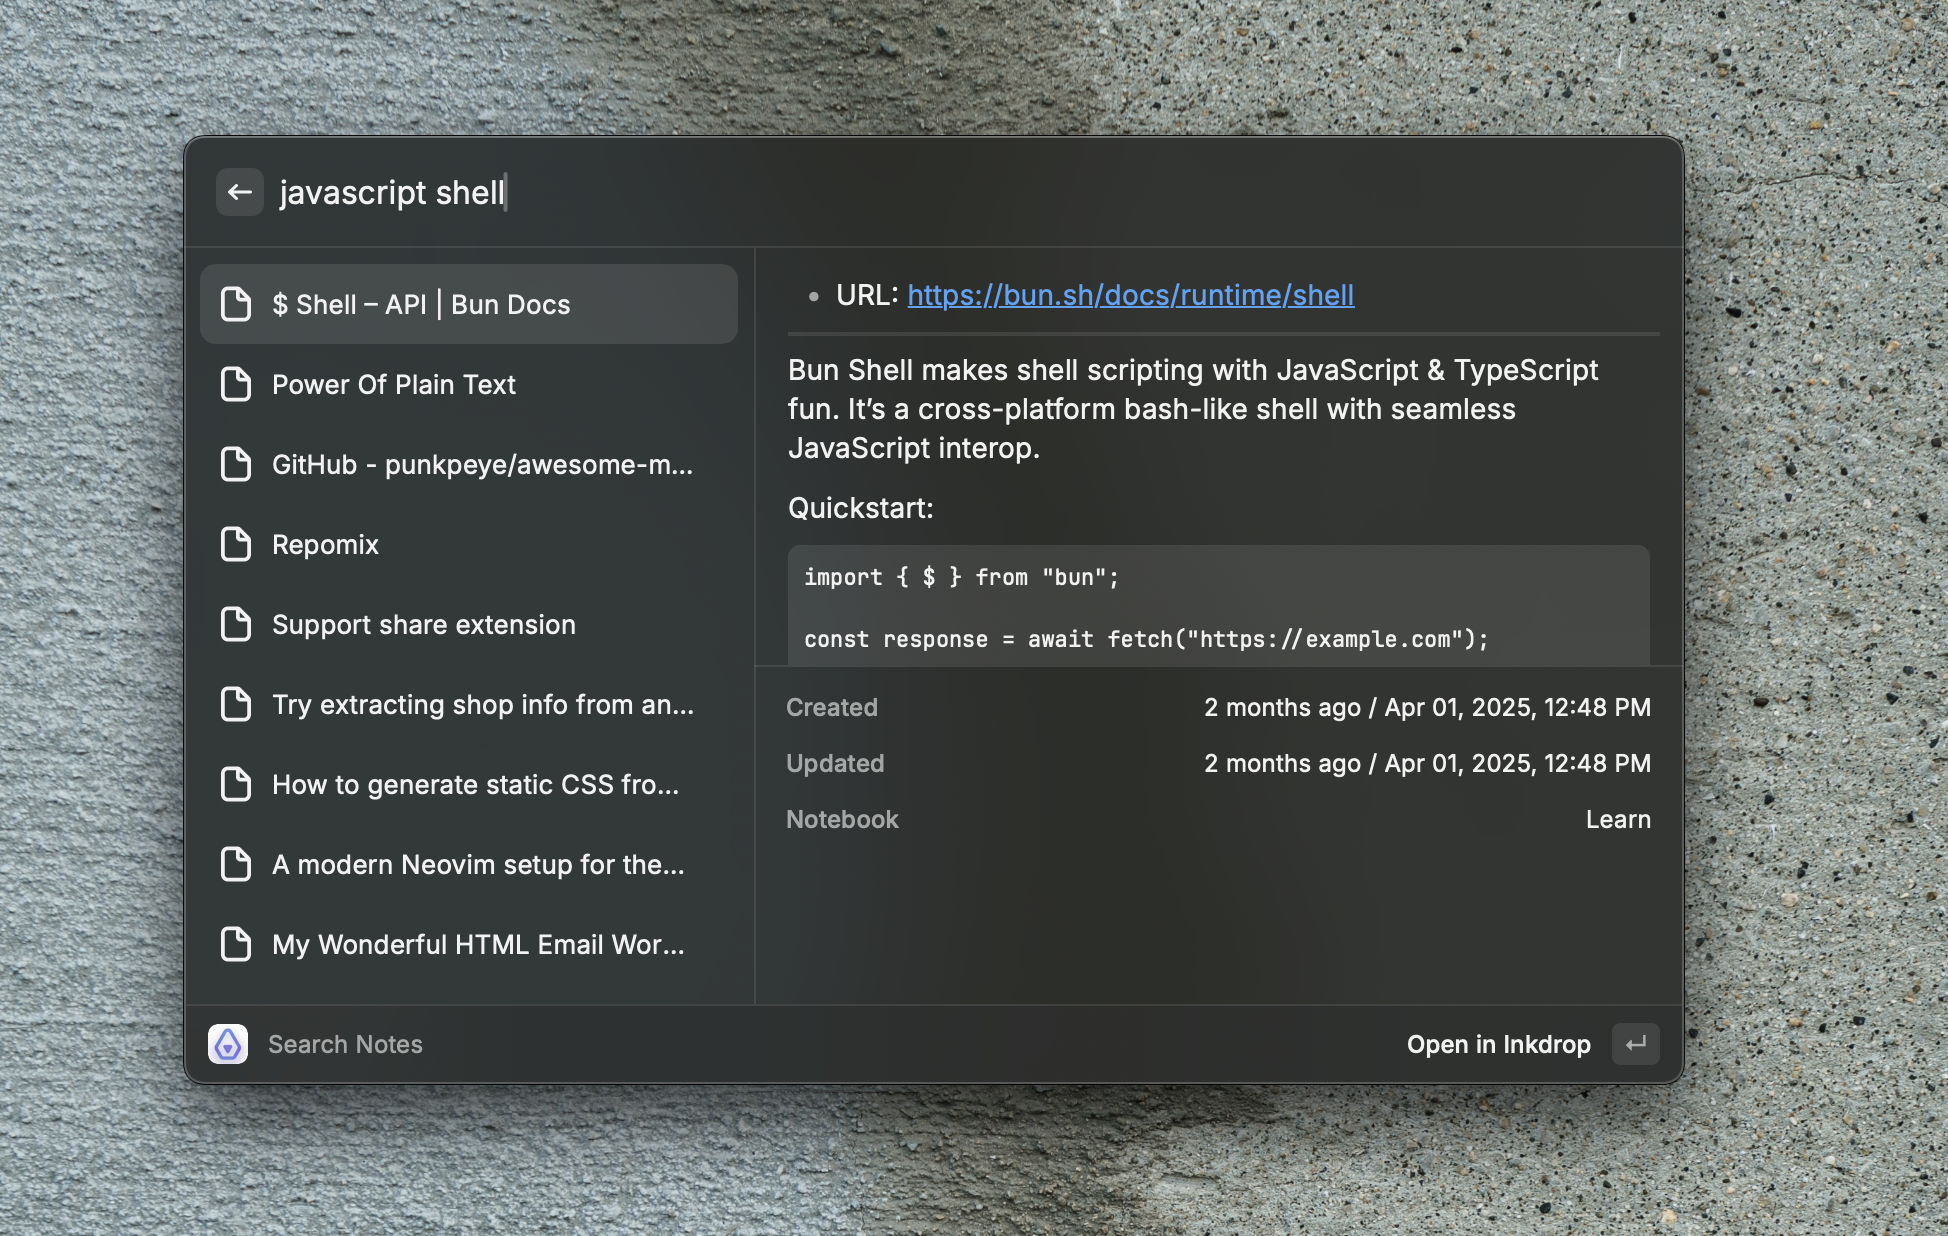 javascript shell
$ Shell – API | Bun Docs
Power Of Plain Text
GitHub - punkpeye/awesome-m...
Repomix
Support share extension
Try extracting shop info from an...
How to generate static CSS fro...
A modern Neovim setup for the...
My Wonderful HTML Email Wor...
• URL: https://bun.sh/docs/runtime/shell
Bun Shell makes shell scripting with JavaScript & TypeScript
fun. It’s a cross-platform bash-like shell with seamless
JavaScript interop.
Quickstart:
import { $ } from "bun";
const response = await fetch("https://example.com");
Created 2 months ago / Apr 01, 2025, 12:48 PM
Updated 2 months ago / Apr 01, 2025, 12:48 PM
Notebook Learn
Search Notes
Open in Inkdrop